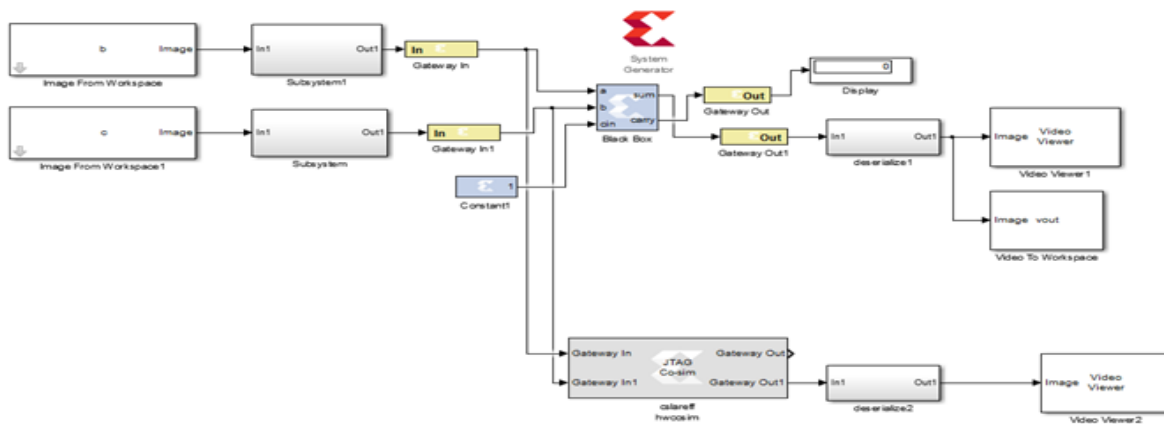 b Image
Image From Workspace
In1 Out1
Subsystem1
In
Gateway In
System
Generator
a sum
b
carry
cin
Black Box
Out
Gateway Out
0
Display
c Image
Image From Workspace1
In1 Out1
Subsystem
In
Gateway In1
Out
Gateway Out1
In1 Out1
deserialize1
Image Video
Viewer
Video Viewer1
1
Constant1
Image vout
Video To Workspace
Gateway In Gateway Out
JTAG
Co-sim
Gateway In1 Gateway Out1
hwcosim
In1 Out1
deserialize2
Image Video
Viewer
Video Viewer2